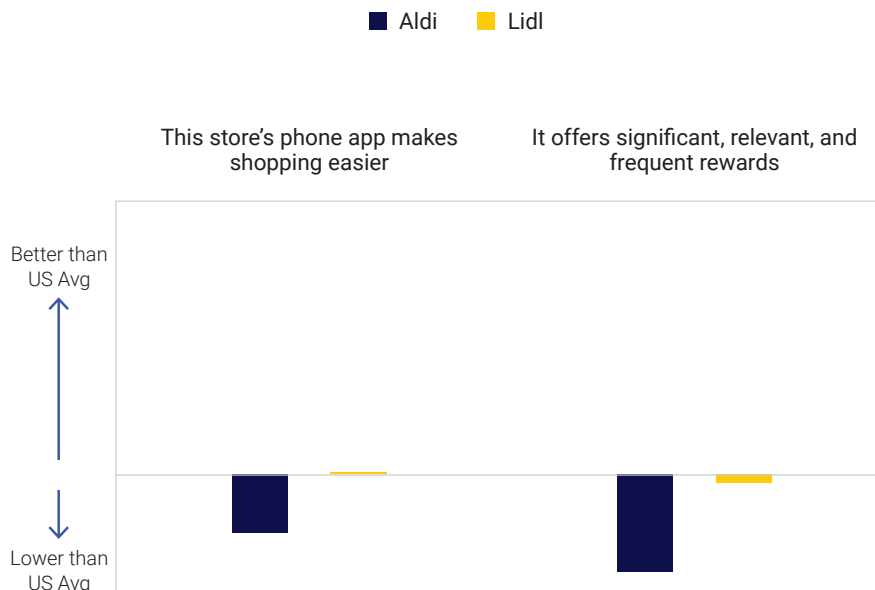 Aldi Lidl
This store’s phone app makes
shopping easier
It offers significant, relevant, and
frequent rewards
Better than
US Avg
Lower than
US Avg